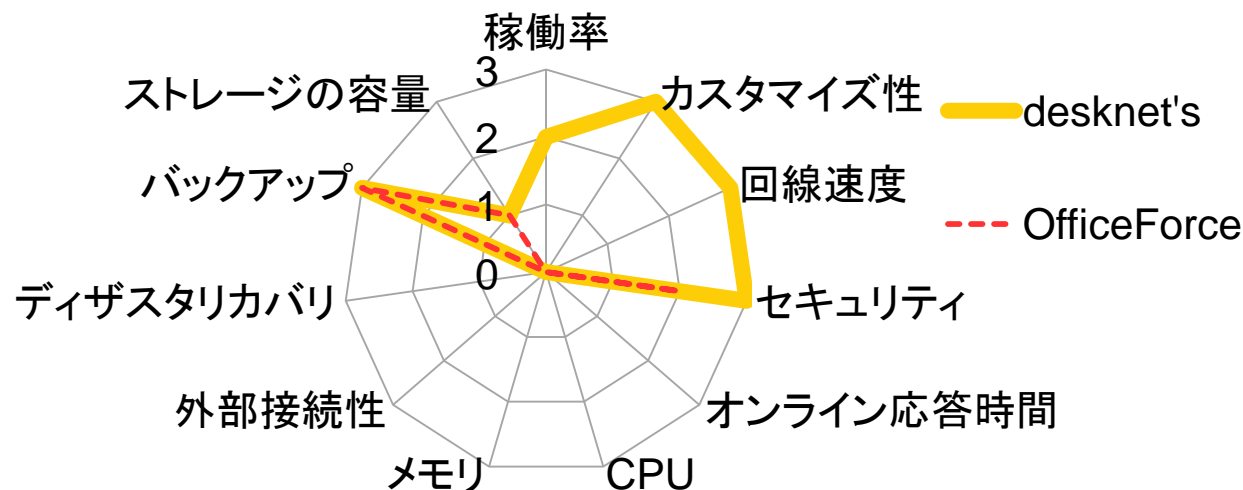 稼働率
カスタマイズ性
回線速度
セキュリティ
オンライン応答時間
CPU
メモリ
外部接続性
ディザスタリカバリ
バックアップ
ストレージの容量
3
2
1
0
desknet's
OfficeForce